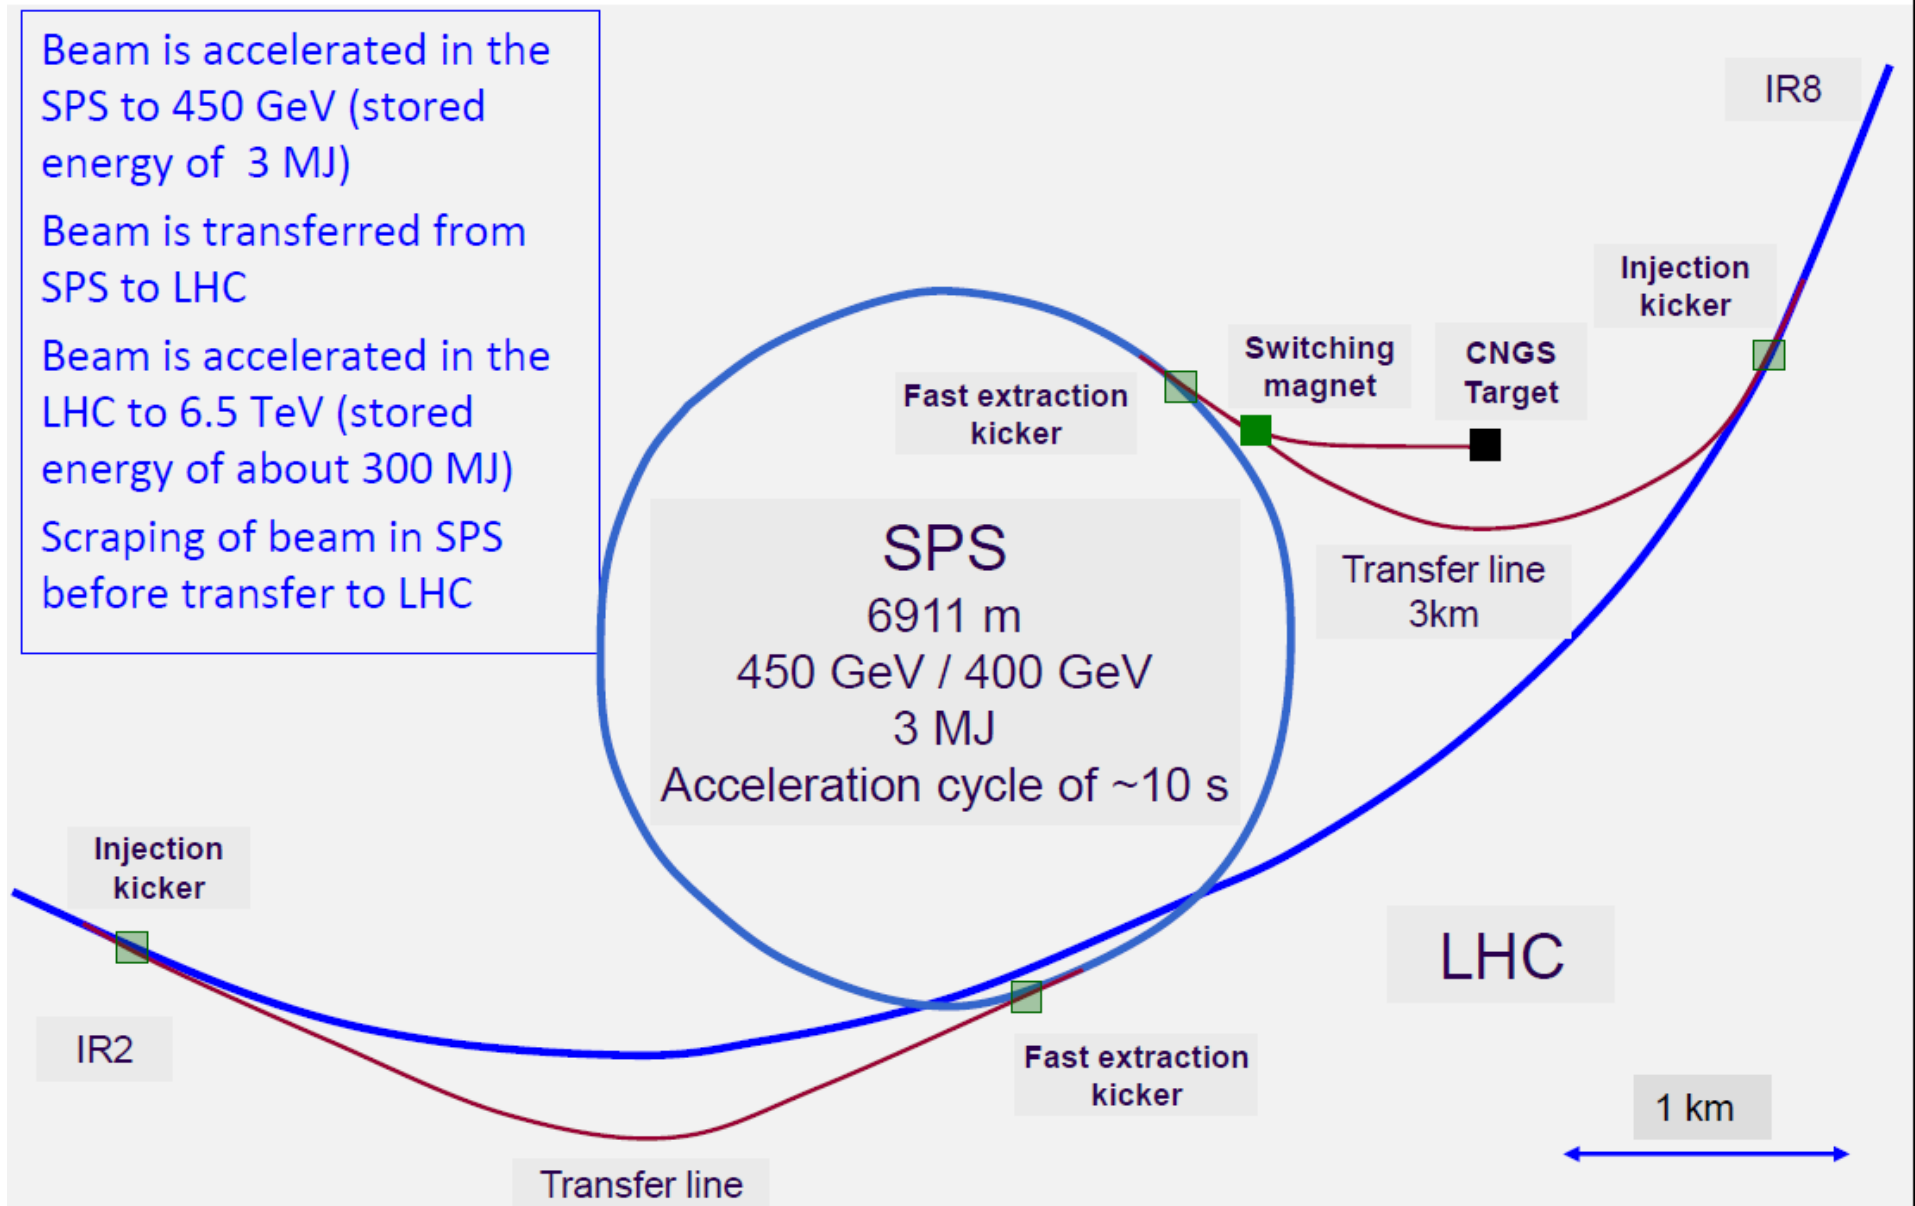 Beam is accelerated in the
SPS to 450 GeV (stored
energy of  3 MJ)
Beam is transferred from
SPS to LHC
Beam is accelerated in the
LHC to 6.5 TeV (stored
energy of about 300 MJ)
Scraping of beam in SPS
before transfer to LHC
IR8
Injection
kicker
Switching
magnet
CNGS
Target
Fast extraction
kicker
SPS
6911 m
450 GeV / 400 GeV
3 MJ
Acceleration cycle of ~10 s
Transfer line
3km
Injection
kicker
LHC
IR2
Fast extraction
kicker
1 km
Transfer line